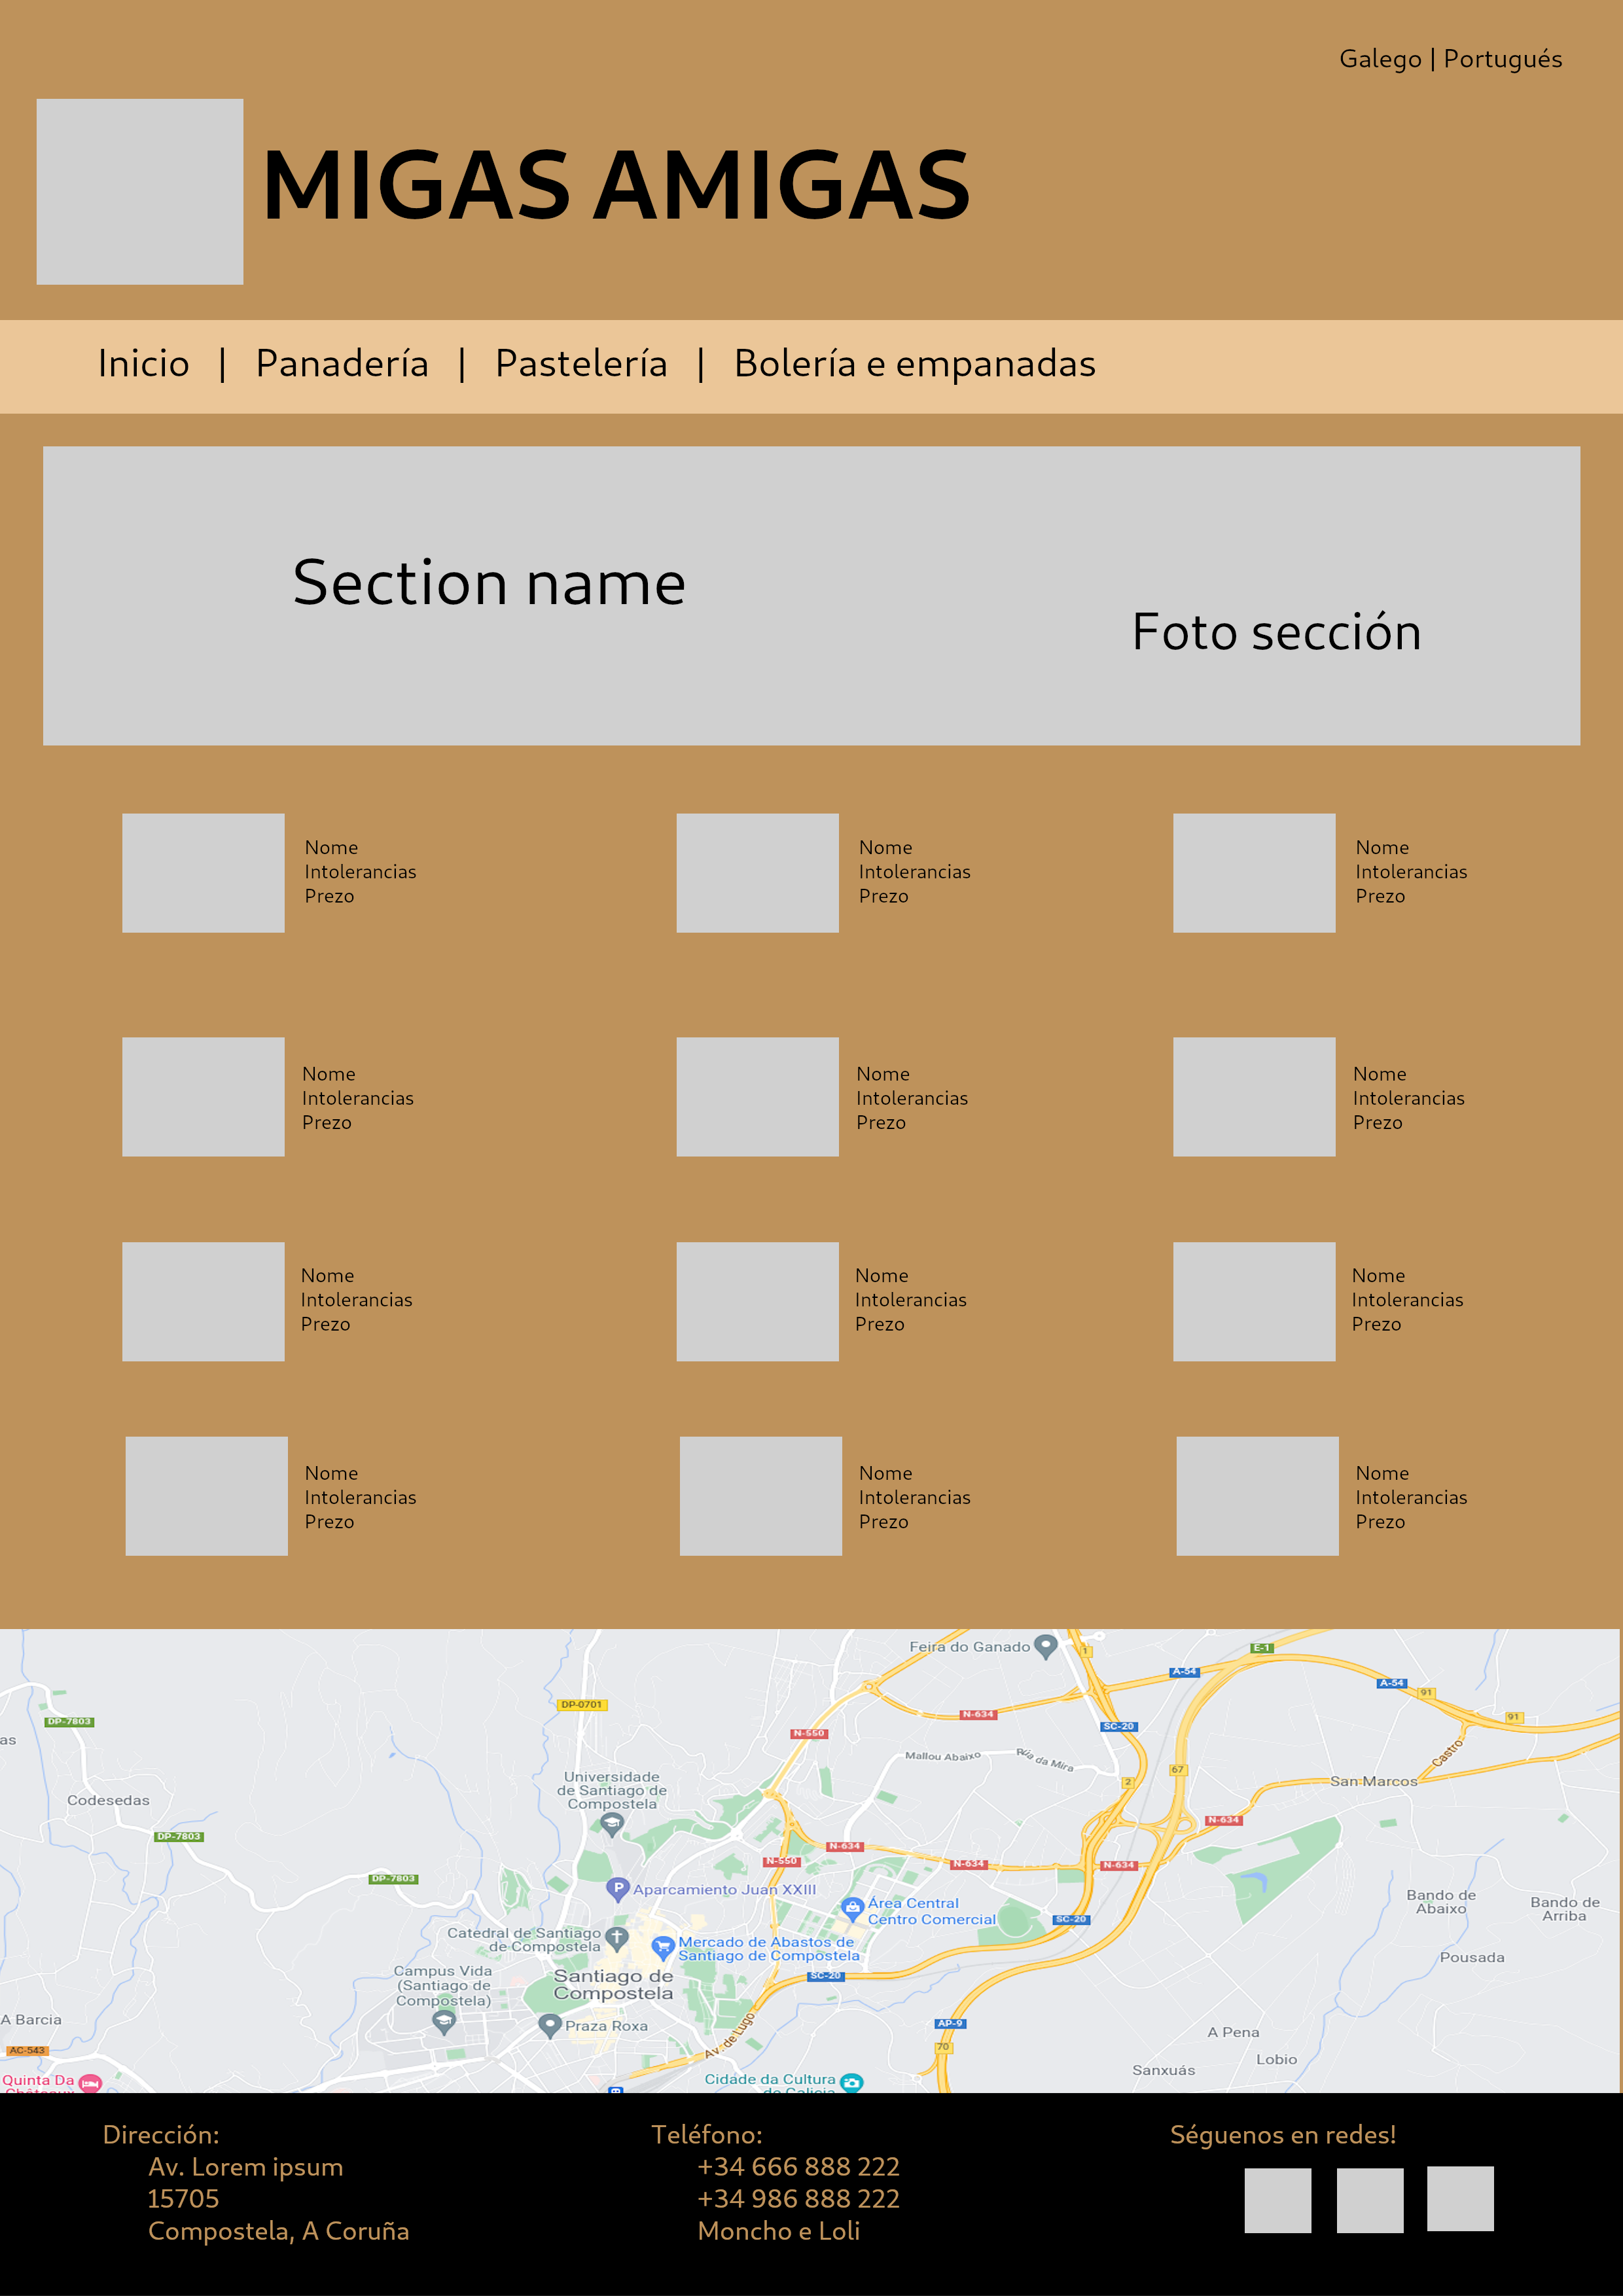 Galego | Portugués
MIGAS AMIGAS
Inicio | Panadería | Pastelería | Bolería e empanadas
Section name
Foto sección
Nome
Intolerancias
Prezo
Nome
Intolerancias
Prezo
Nome
Intolerancias
Prezo
Nome
Intolerancias
Prezo
Nome
Intolerancias
Prezo
Nome
Intolerancias
Prezo
Nome
Intolerancias
Prezo
Nome
Intolerancias
Prezo
Nome
Intolerancias
Prezo
Nome
Intolerancias
Prezo
Nome
Intolerancias
Prezo
Nome
Intolerancias
Prezo
Feira do Ganado
1
E-1
A-54
A-54
91
DP-0701
N-634
91
DP-7803
SC-20
N-550
as
Castro
Mallou Abaixo
Rúa da Mira
67
2
Universidade
de Santiago de
Compostela
San Marcos
Codesedas
N-634
DP-7803
N-634
N-550
N-634
N-634
DP-7803
Aparcamiento Juan XXIII
Área Central
Centro Comercial
Bando de
Abaixo
Bando de
Arriba
SC-20
Catedral de Santiago
de Compostela
Mercado de Abastos de
Santiago de Compostela
Pousada
Campus Vida
(Santiago de
Compostela)
Santiago de
Compostela
SC-20
A Barcia
Praza Roxa
Av. de Lugo
AP-9
A Pena
AC-543
70
Lobio
Sanxuás
Quinta Da
Cidade da Cultura
de Galicia
Dirección:
Av. Lorem ipsum
15705
Compostela, A Coruña
Teléfono:
+34 666 888 222
+34 986 888 222
Moncho e Loli
Séguenos en redes!